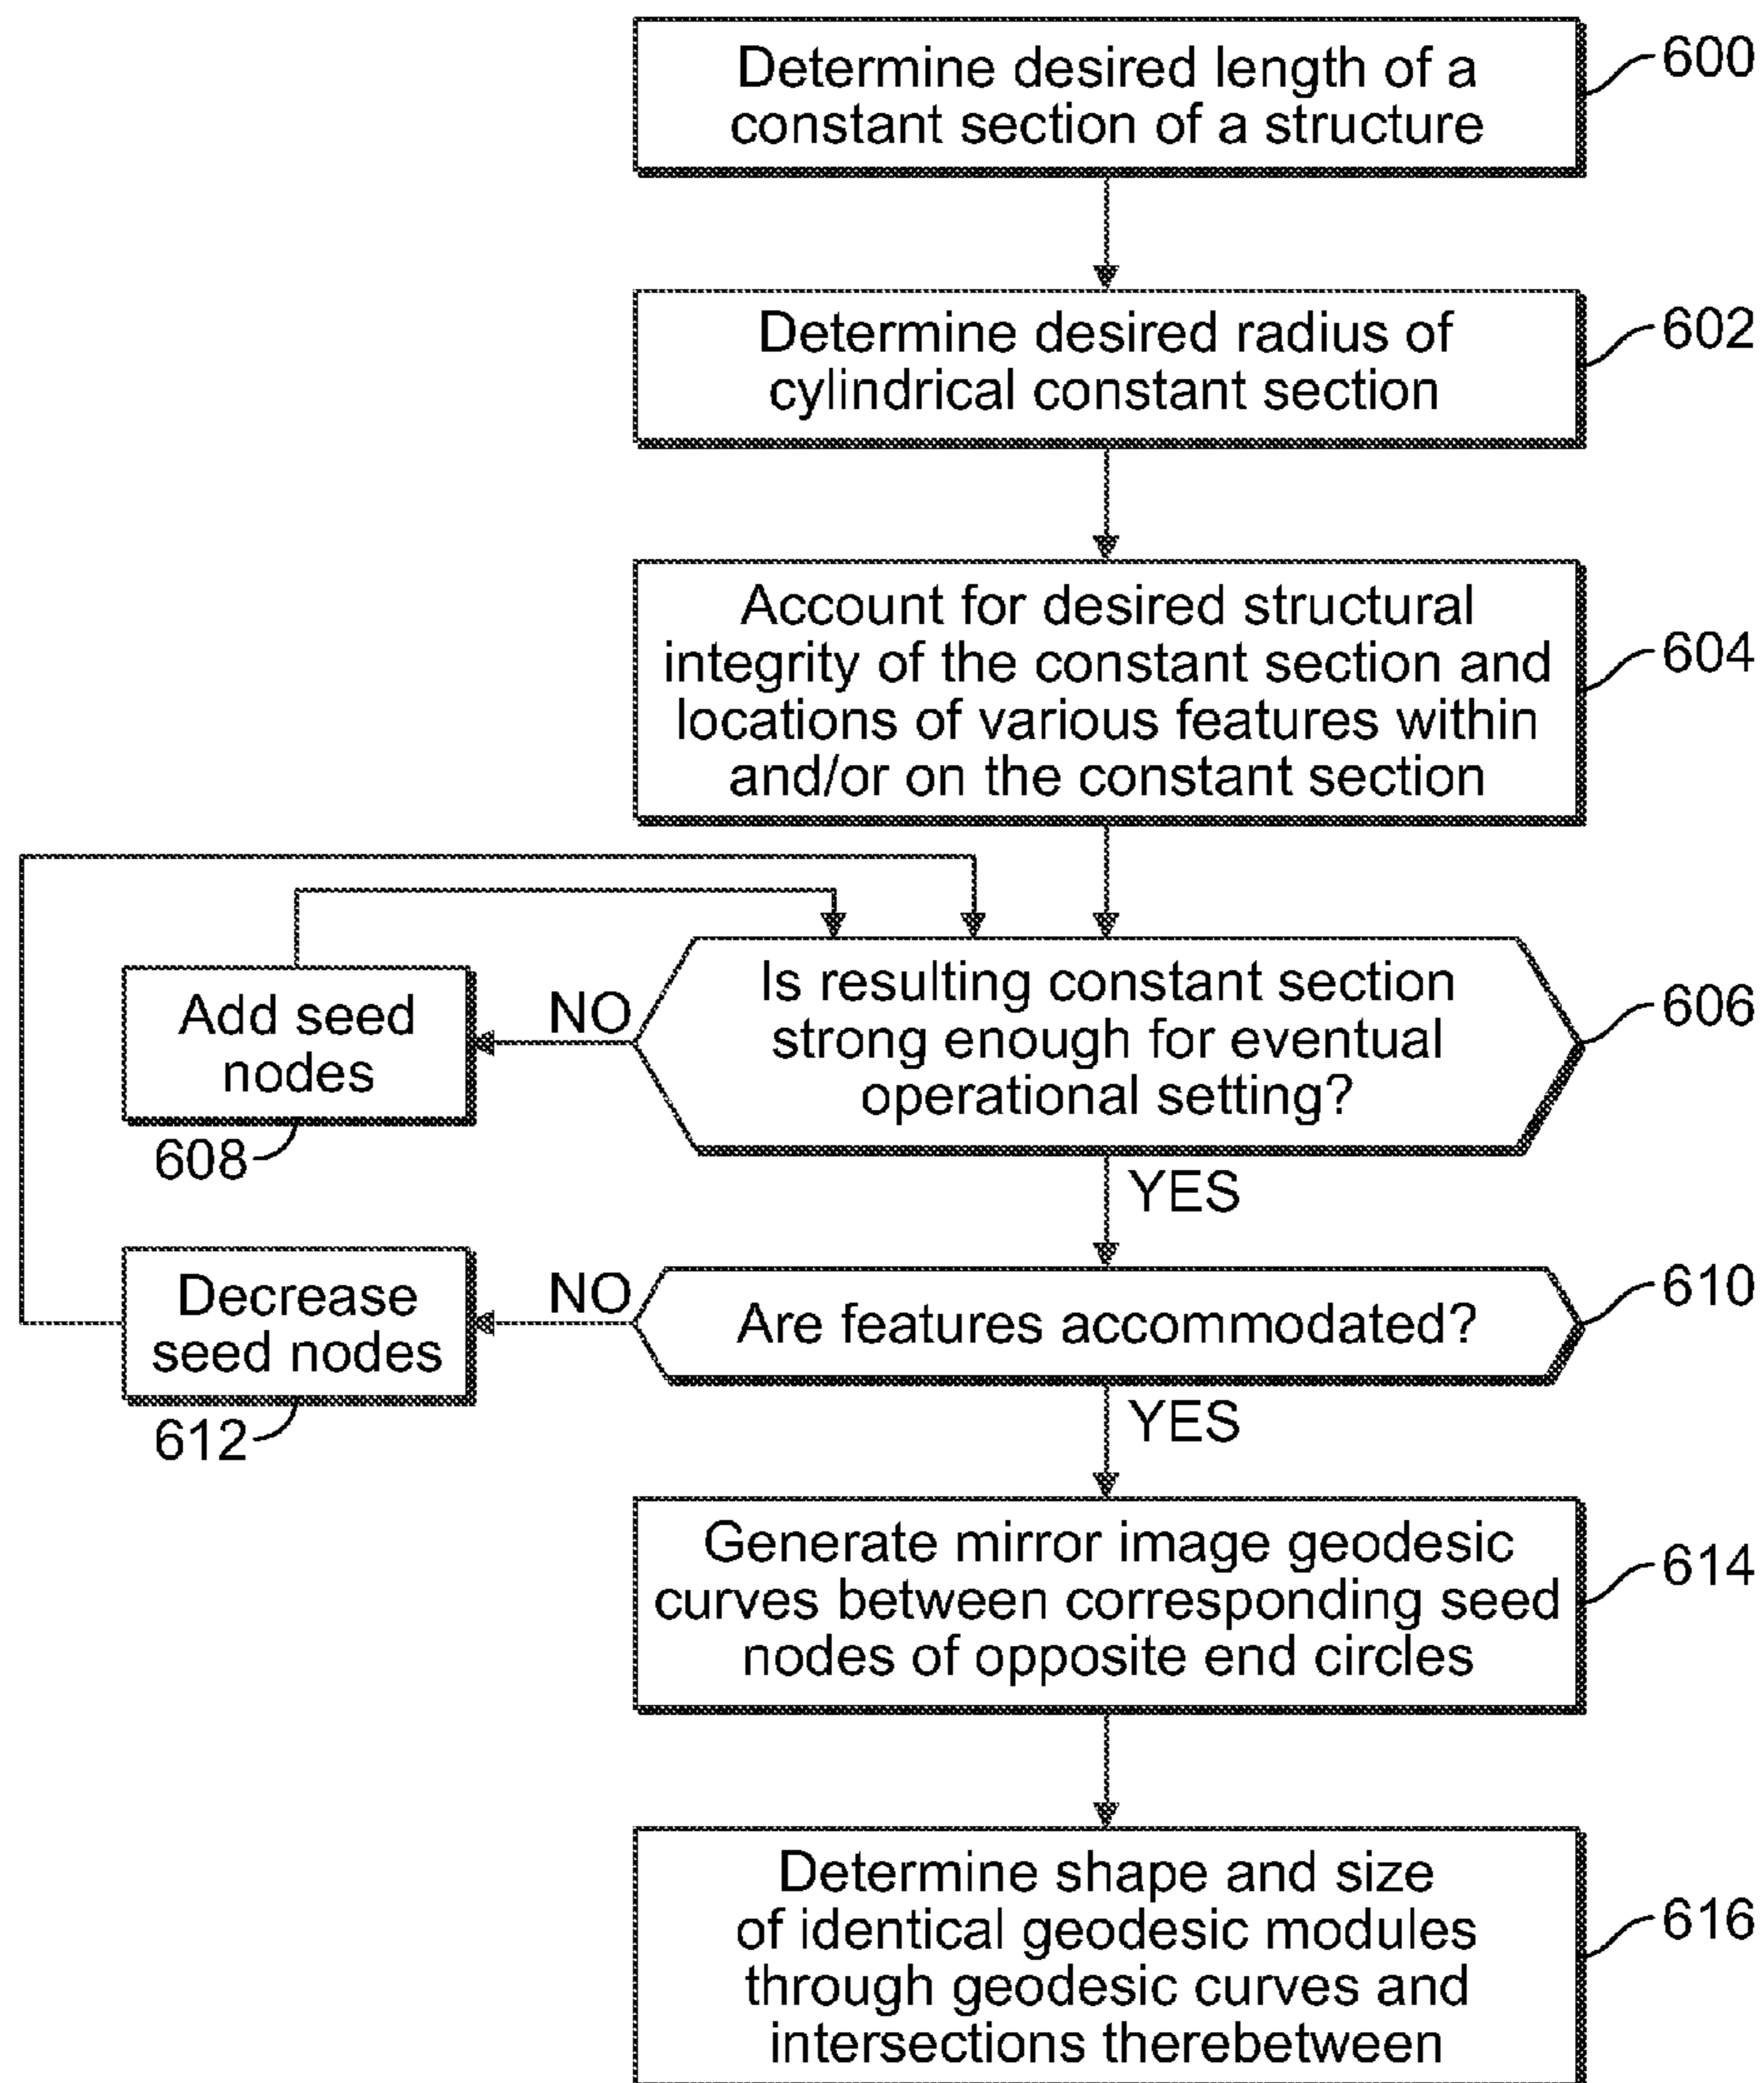 Determine desired length of a
constant section of a structure
600
Determine desired radius of
cylindrical constant section
602
Account for desired structural
integrity of the constant section and
locations of various features within
and/or on the constant section
604
Is resulting constant section
strong enough for eventual
operational setting?
606
NO
Add seed
nodes
608
YES
Are features accommodated?
610
NO
Decrease
seed nodes
612
YES
Generate mirror image geodesic
curves between corresponding seed
nodes of opposite end circles
614
Determine shape and size
of identical geodesic modules
through geodesic curves and
intersections therebetween
616